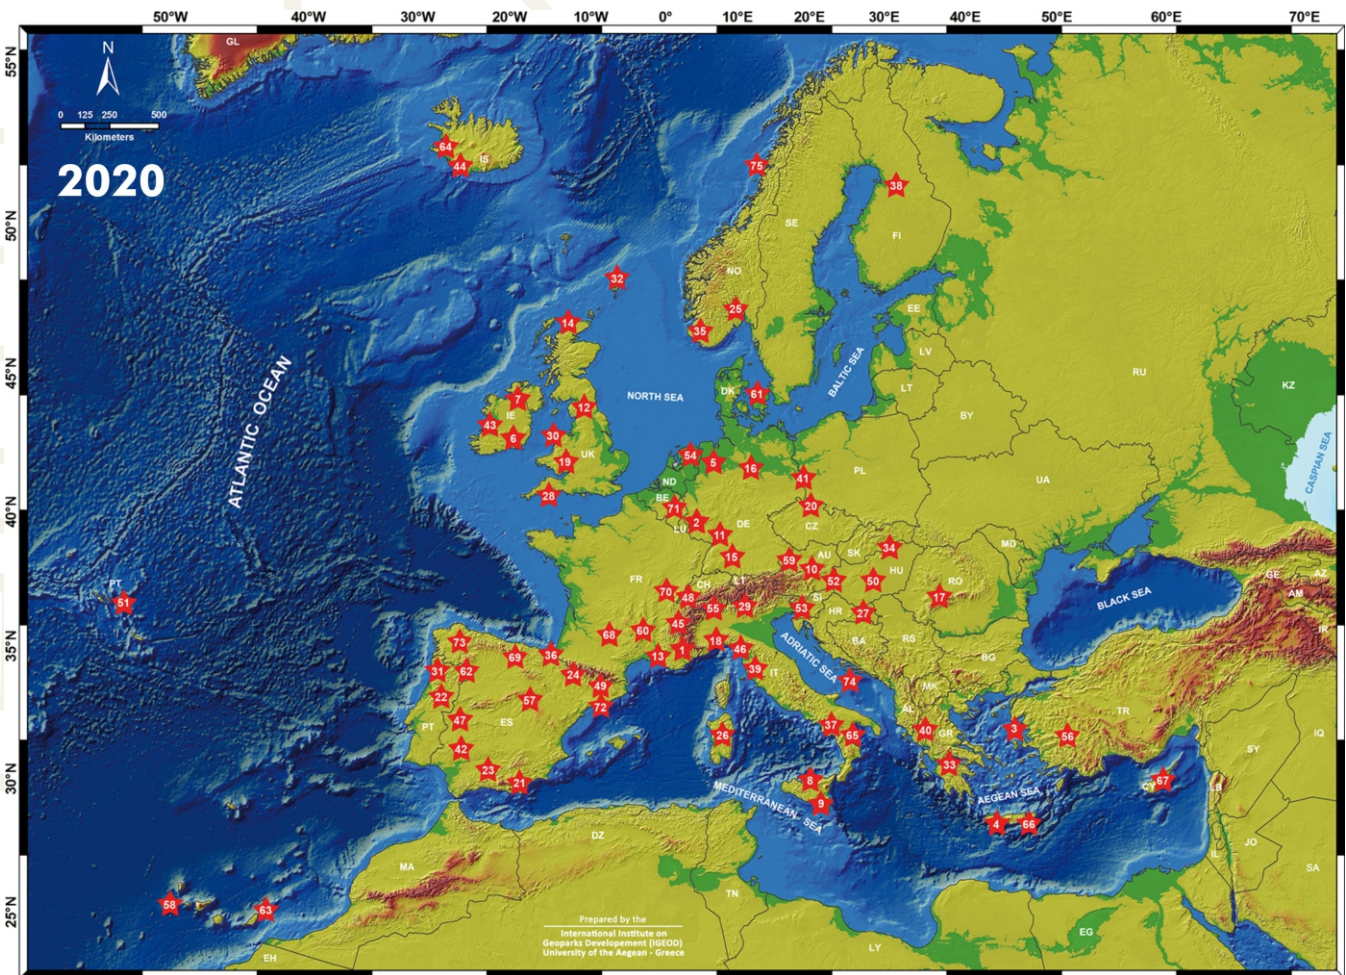 50°W 40°W 30°W 20°W 10°W 0° 10°E 20°E 30°E 40°E 50°E 60°E 70°E
GL
55°N
N
0 125 250 500
Kilometers
2020
64
44
IS
75
38
50°N
SE
FI
NO
32
25
35
14
EE
LV
LT
RU
KZ
45°N
BALTIC SEA
DK
61
NORTH SEA
ATLANTIC OCEAN
7
IE
43
6
12
30
UK
19
28
BY
CASPIAN SEA
54
5
16
41
PL
UA
40°N
ND
BE
71
LU
2
DE
20
CZ
11
15
59
AU
10
SK
34
HU
MD
52
50
RO
17
PT
51
FR
70
CH
48
LT
55
29
SI
53
HR
27
BLACK SEA
GE
AZ
AM
IR
35°N
73
69
36
68
60
45
1
13
18
46
39
IT
ADRIATIC SEA
74
BA
RS
BG
MK
AL
31
62
24
49
72
22
57
PT
47
ES
42
26
37
65
40
GR
3
56
TR
33
IQ
SY
30°N
23
21
8
9
MEDITERRANEAN SEA
AEGEAN SEA
4
66
CY
67
LB
IL
JO
SA
MA
DZ
TN
25°N
58
63
EH
LY
EG
Prepared by the
International Institute on
Geoparks Developement (IGEOD)
University of the Aegean - Greece